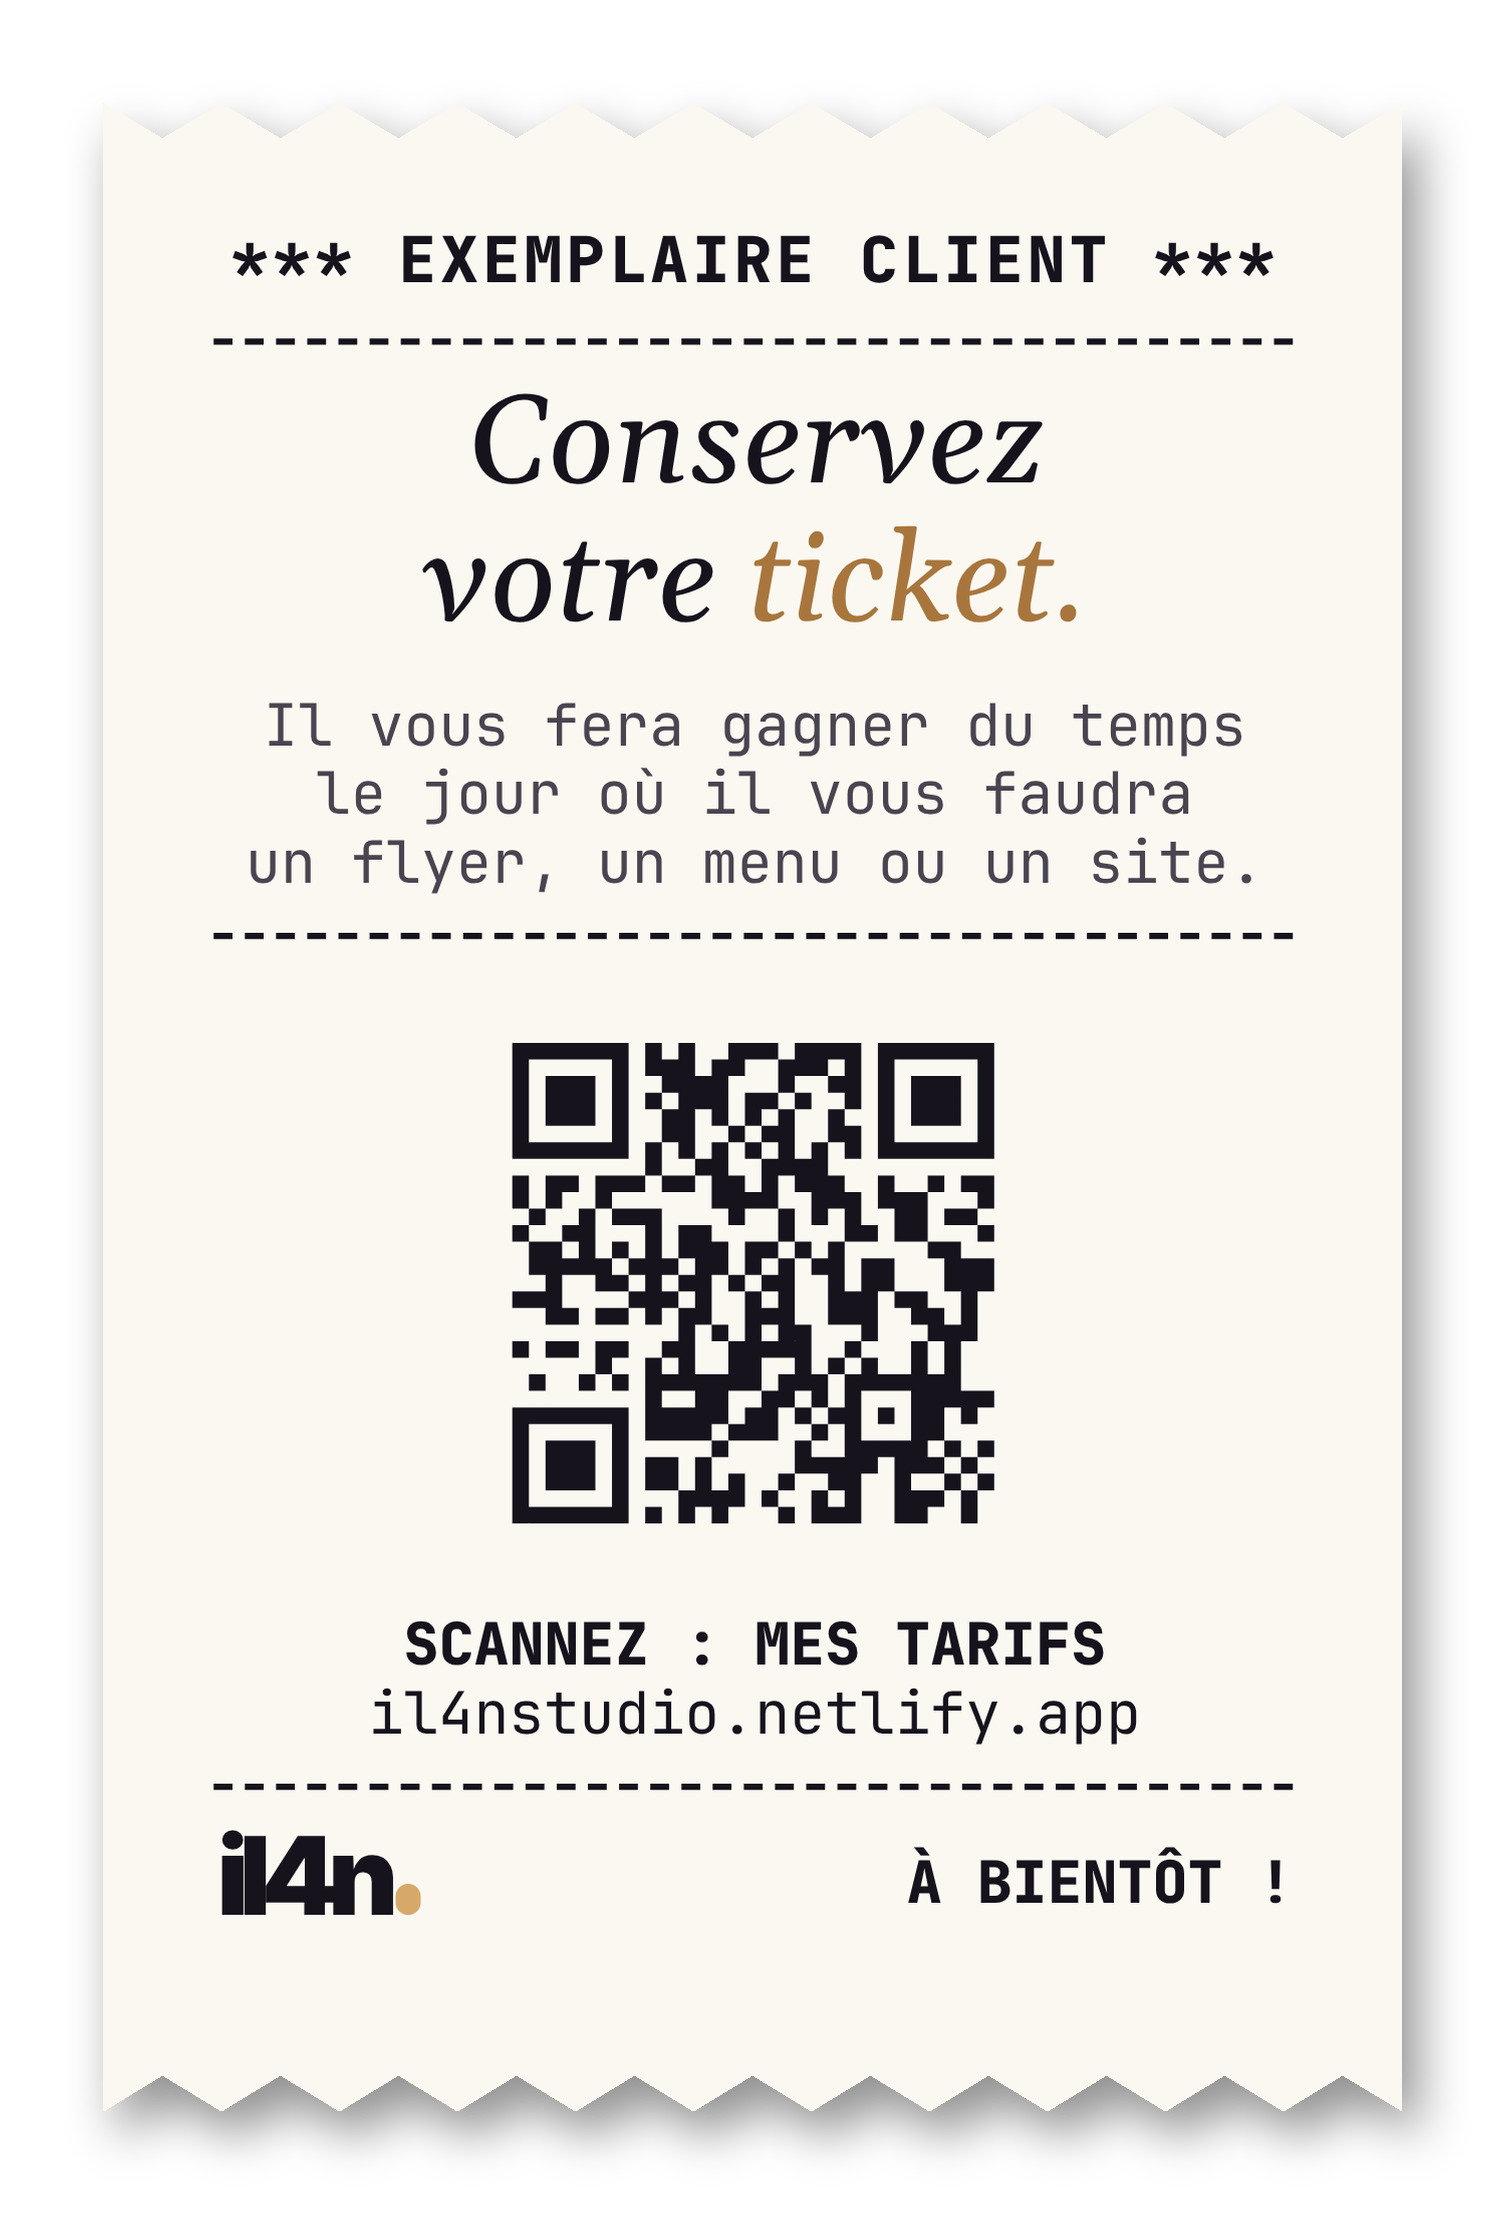 *** EXEMPLAIRE CLIENT ***
Conservez
votre ticket.
Il vous fera gagner du temps
le jour où il vous faudra
un flyer, un menu ou un site.
SCANNEZ : MES TARIFS
il4nstudio.netlify.app
il4n.
À BIENTÔT !